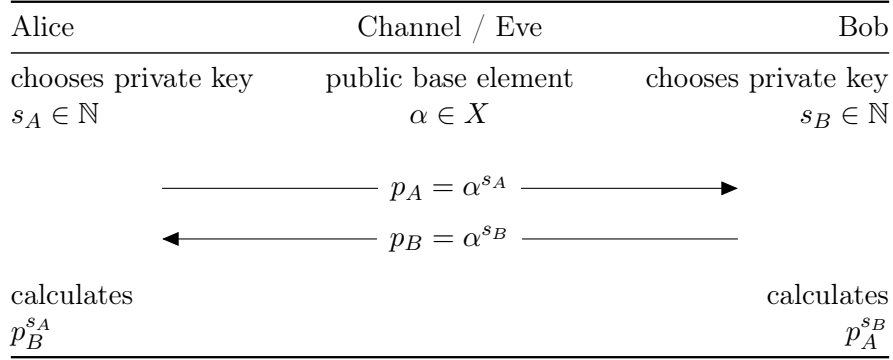 Alice Channel / Eve Bob
chooses private key public base element chooses private key
s_A ∈ ℕ α ∈ X s_B ∈ ℕ
p_A = α^{s_A}
p_B = α^{s_B}
calculates calculates
p_B^{s_A} p_A^{s_B}